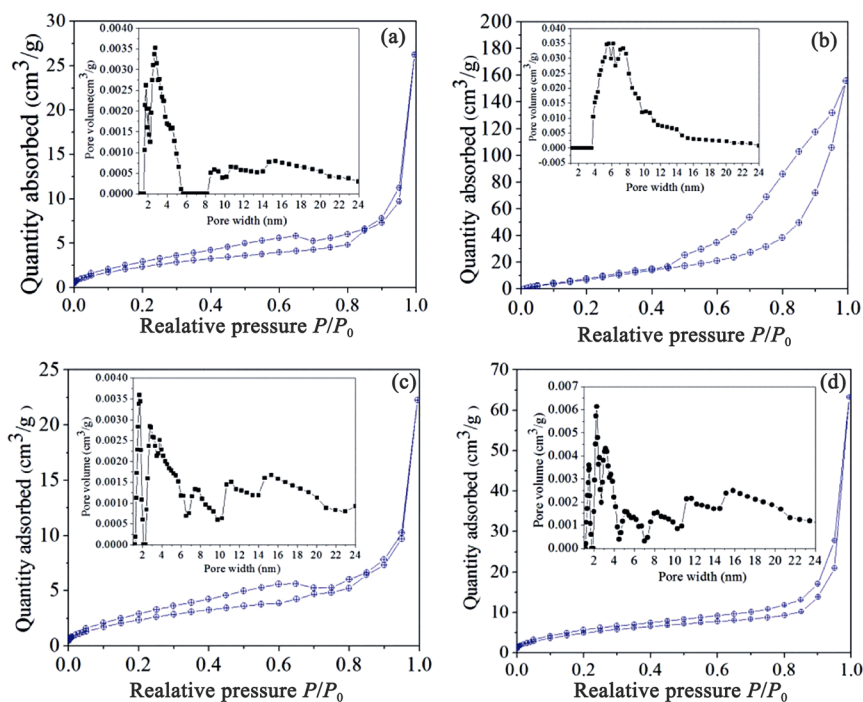 (a)
Quantity absorbed (cm3/g)
30
25
20
15
10
5
0
0.0 0.2 0.4 0.6 0.8 1.0
Realative pressure P/P0
Pore volume(cm3/g)
0.0040
0.0035
0.0030
0.0025
0.0020
0.0015
0.0010
0.0005
0.0000
2 4 6 8 10 12 14 16 18 20 22 24
Pore width (nm)
(b)
Quantity absorbed (cm3/g)
200
180
160
140
120
100
80
60
40
20
0
0.0 0.2 0.4 0.6 0.8 1.0
Realative pressure P/P0
Pore volume (cm3/g)
0.040
0.035
0.030
0.025
0.020
0.015
0.010
0.005
0.000
-0.005
2 4 6 8 10 12 14 16 18 20 22 24
Pore width (nm)
(c)
Quantity adsorbed (cm3/g)
25
20
15
10
5
0
0.0 0.2 0.4 0.6 0.8 1.0
Realative pressure P/P0
Pore volume (cm3/g)
0.0040
0.0035
0.0030
0.0025
0.0020
0.0015
0.0010
0.0005
0.0000
2 4 6 8 10 12 14 16 18 20 22 24
Pore width (nm)
(d)
Quantity adsorbed (cm3/g)
70
60
50
40
30
20
10
0
0.0 0.2 0.4 0.6 0.8 1.0
Realative pressure P/P0
Pore volume (cm3/g)
0.007
0.006
0.005
0.004
0.003
0.002
0.001
0.000
2 4 6 8 10 12 14 16 18 20 22 24
Pore width (nm)